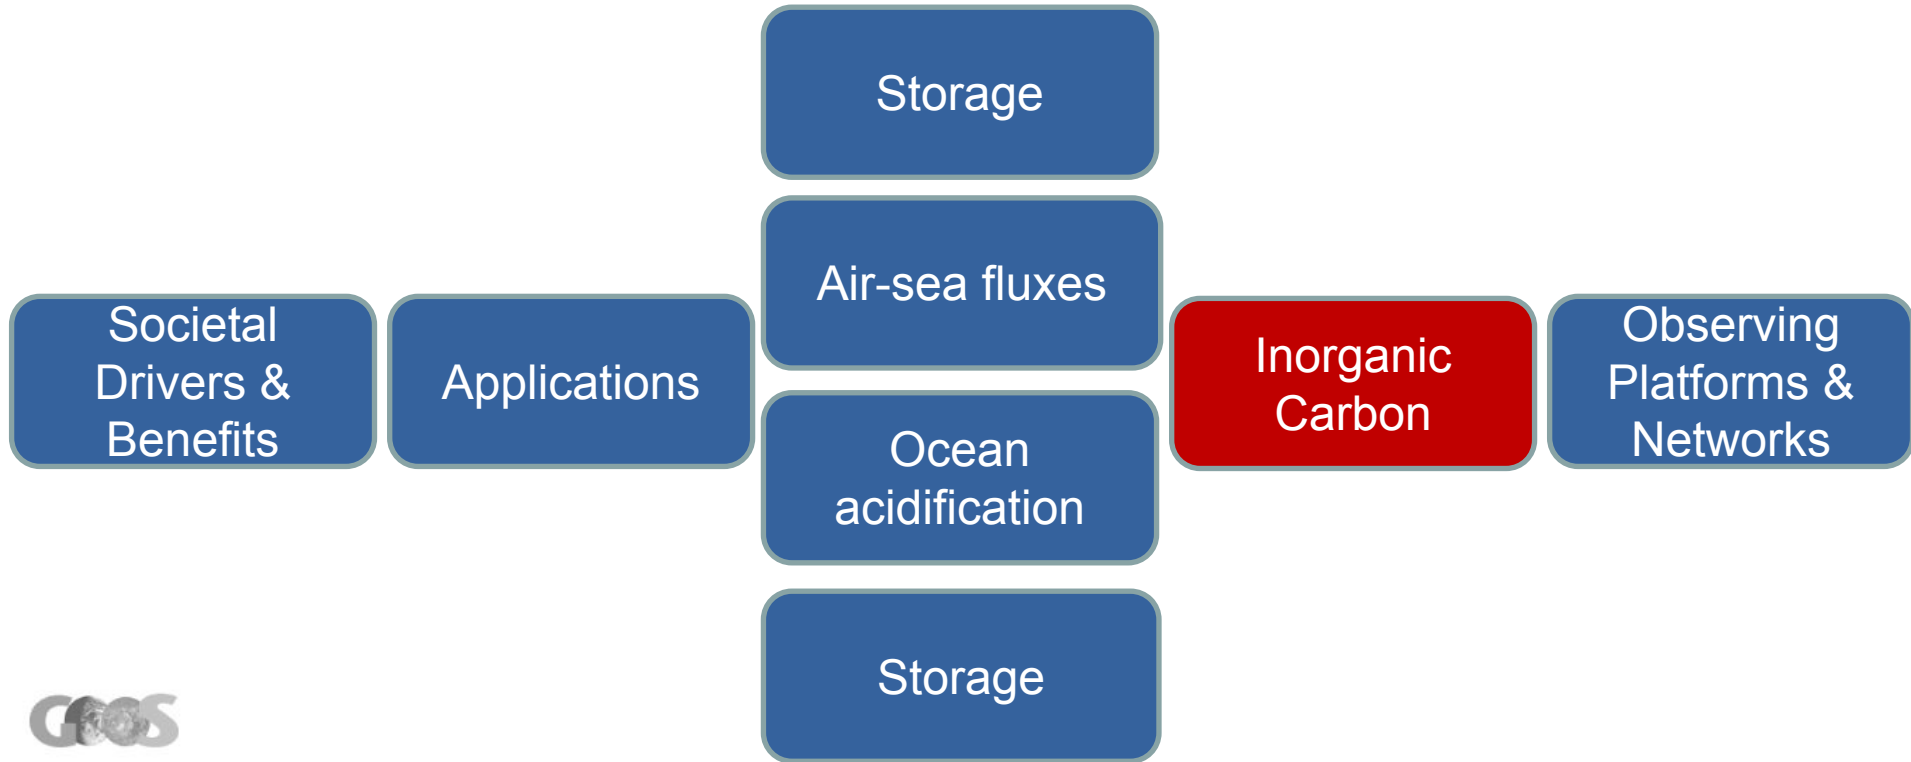 Storage
Air-sea fluxes
Societal
Drivers &
Benefits
Applications
Inorganic
Carbon
Observing
Platforms &
Networks
Ocean
acidification
Storage
GOOS